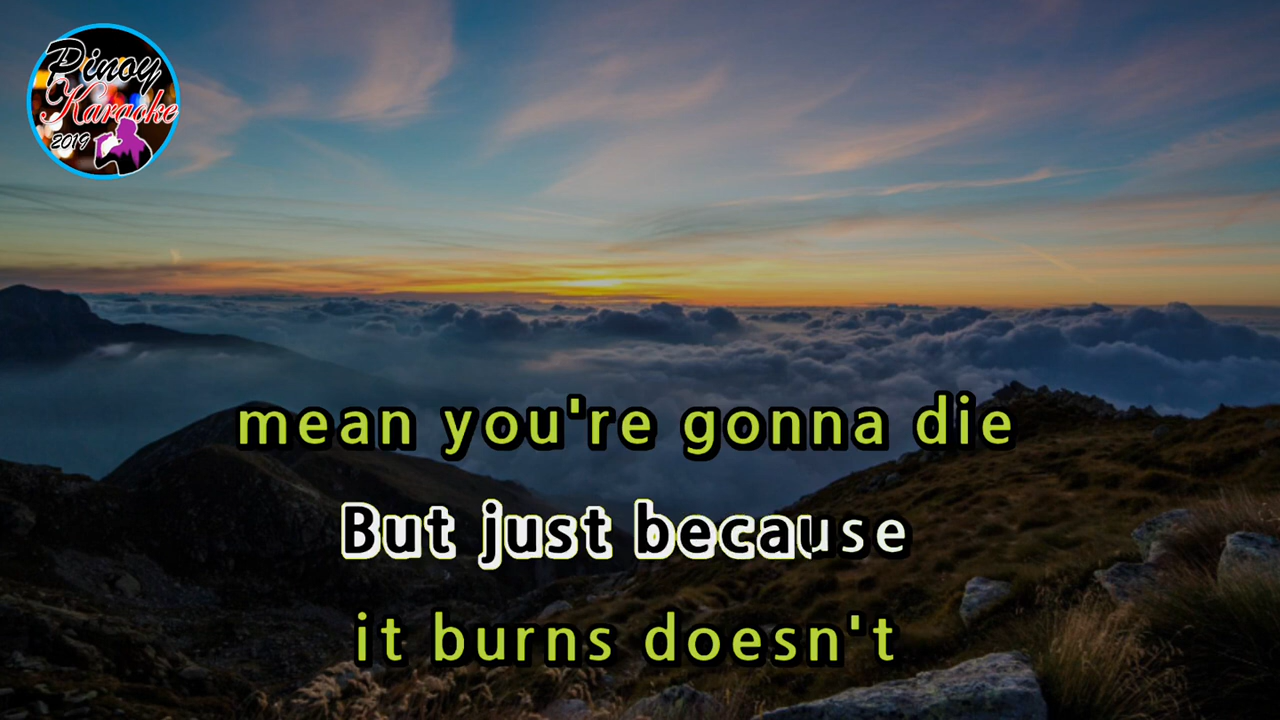 Pinoy
Karaoke
2019
mean you're gonna die
But just because
it burns doesn't